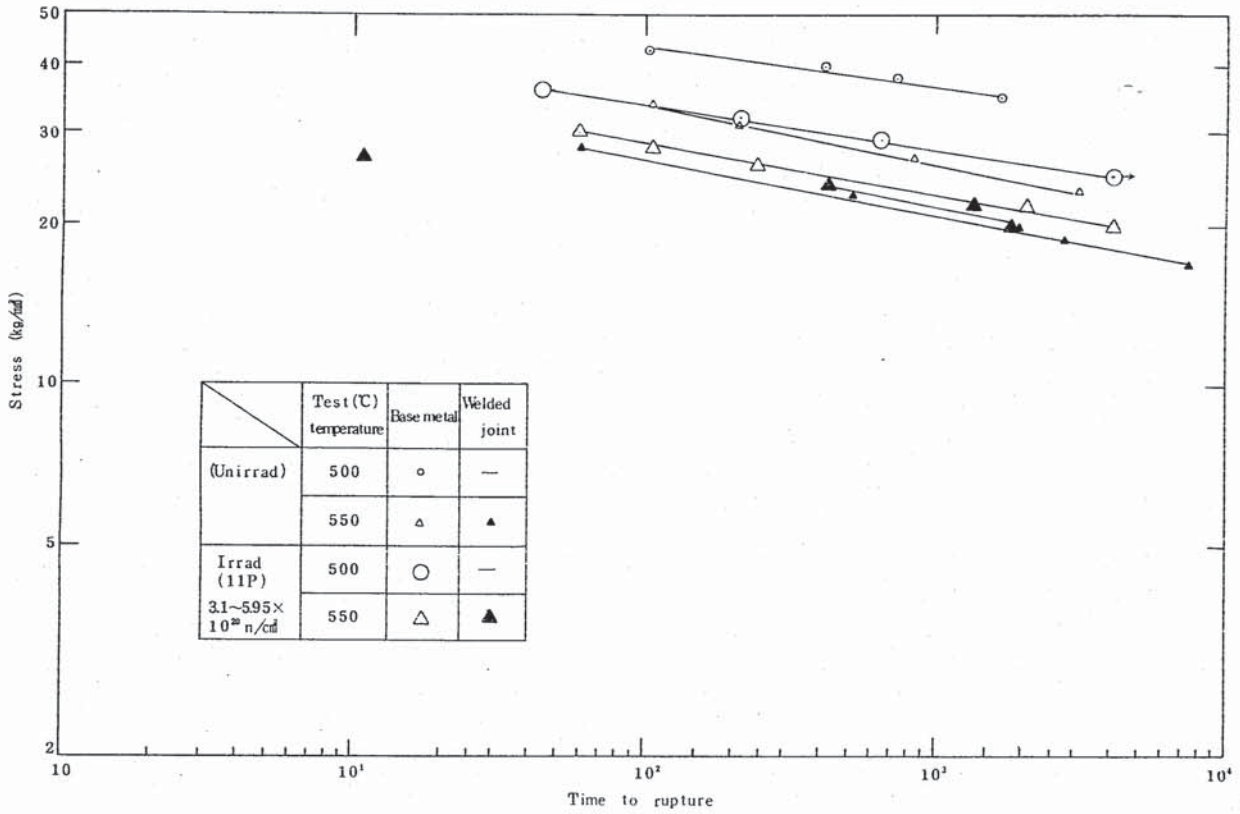 50
40
30
20
10
5
2
Stress (kg/mm²)
10
10¹
10²
10³
10⁴
Time to rupture
Test (℃) temperature
Base metal
Welded joint
(Unirrad)
500
—
550
Irrad
(11P)
3.1~5.95×
10²⁰ n/cm²
500
—
550